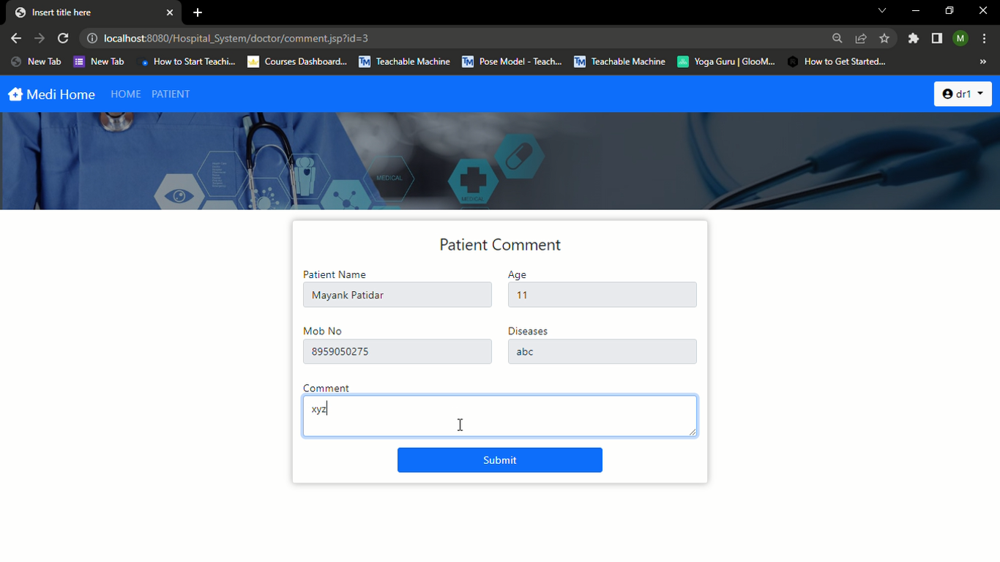 Insert title here
localhost:8080/Hospital_System/doctor/comment.jsp?id=3
M
New Tab New Tab How to Start Teachi... Courses Dashboard... Teachable Machine Pose Model - Teach... Teachable Machine Yoga Guru | GlooM... How to Get Started... »
Medi Home HOME PATIENT dr1
MEDICAL
MEDICAL
Patient Comment
Patient Name Age
Mayank Patidar 11
Mob No Diseases
8959050275 abc
Comment
xyz
Submit